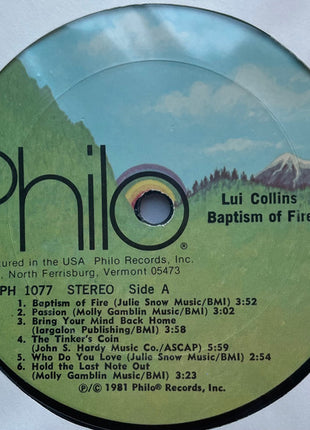 Philo®
Lui Collins
Baptism of Fire
tured in the USA Philo Records, Inc.
, North Ferrisburg, Vermont 05473
PH 1077 STEREO Side A
1. Baptism of Fire (Julie Snow Music/BMI) 3:52
2. Passion (Molly Gamblin Music/BMI) 3:02
3. Bring Your Mind Back Home
(Iargalon Publishing/BMI) 3:58
4. The Tinker's Coin
(John S. Hardy Music Co./ASCAP) 5:59
5. Who Do You Love (Julie Snow Music/BMI) 2:54
6. Hold the Last Note Out
(Molly Gamblin Music/BMI) 3:23
℗/© 1981 Philo® Records, Inc.